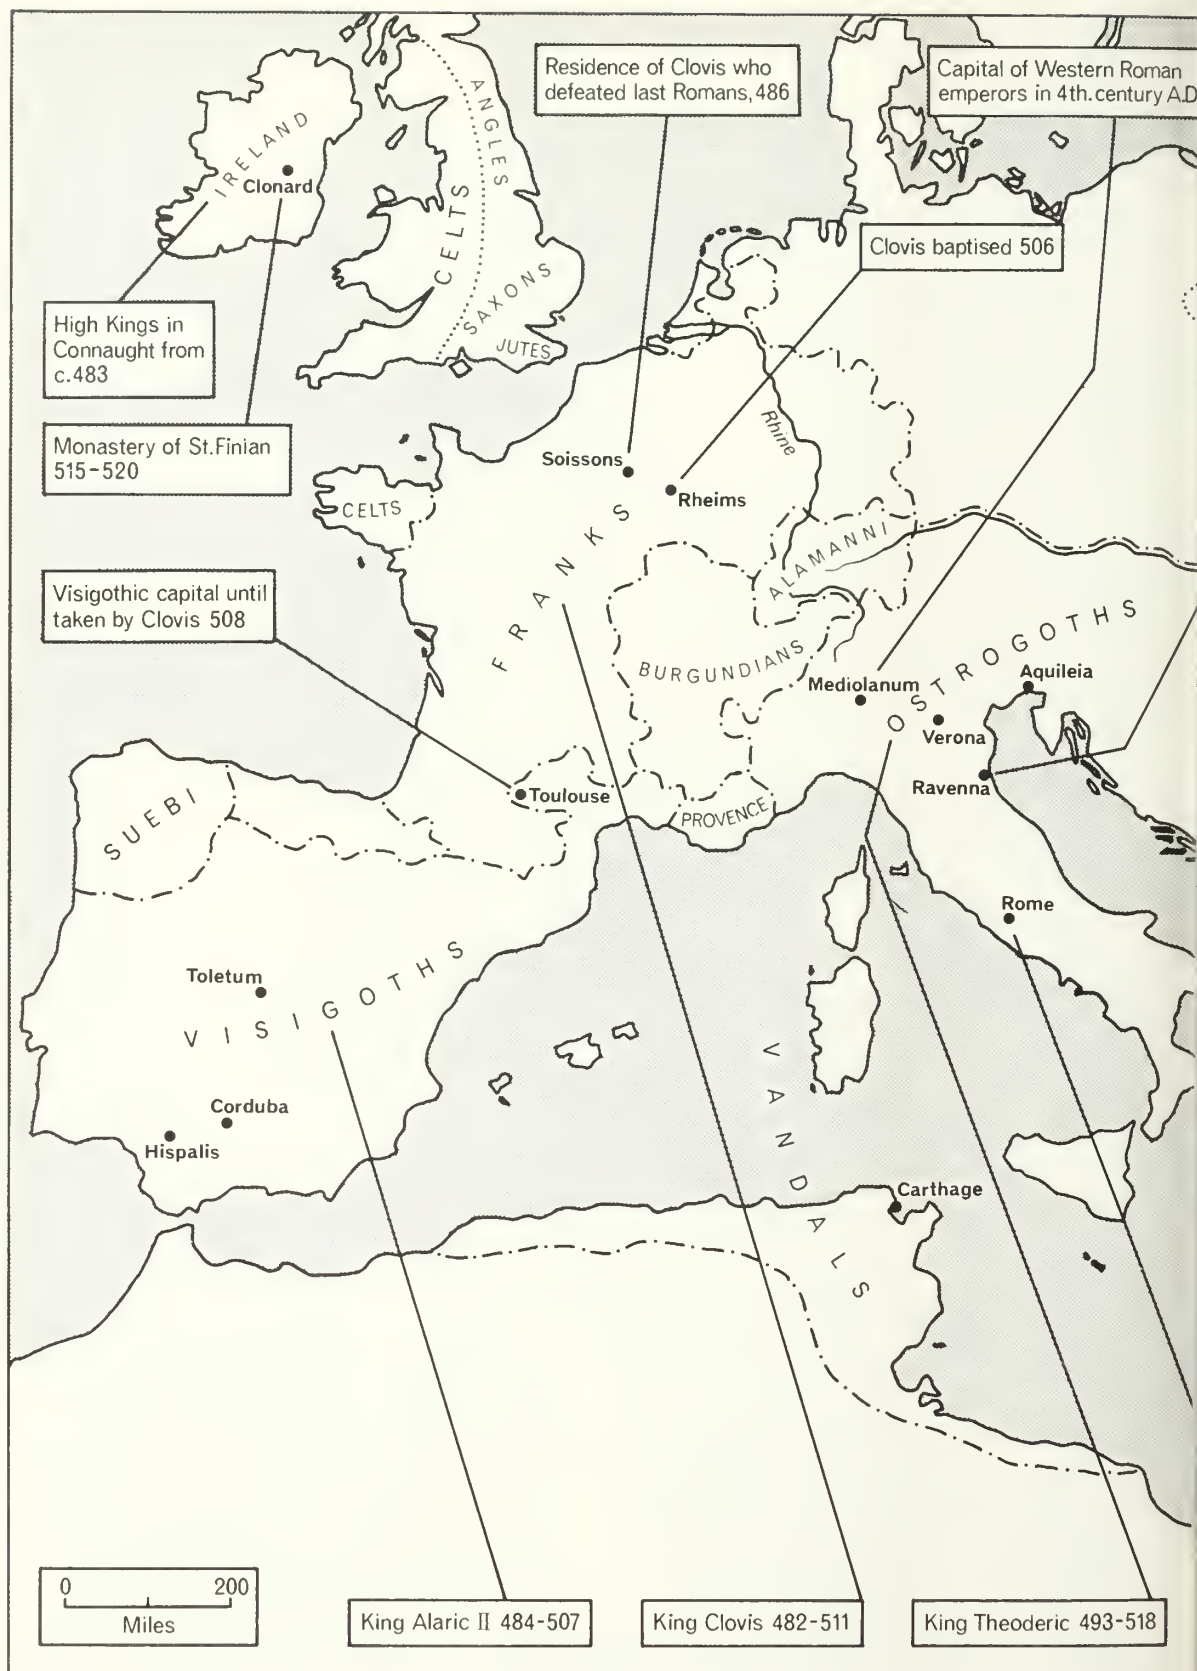 Residence of Clovis who
defeated last Romans, 486
Capital of Western Roman
emperors in 4th. century A.D
ANGLES
IRELAND
Clonard
CELTS
SAXONS
JUTES
Clovis baptised 506
High Kings in
Connaught from
c.483
Monastery of St. Finian
515-520
Rhine
Soissons
Rheims
CELTS
FRANKS
ALAMANNI
Visigothic capital until
taken by Clovis 508
BURGUNDIANS
OSTROGOTHS
Mediolanum
Aquileia
Verona
Ravenna
Toulouse
PROVENCE
SUEBI
Rome
Toletum
VISIGOTHS
VANDALS
Corduba
Hispalis
Carthage
0 200
Miles
King Alaric II 484-507
King Clovis 482-511
King Theoderic 493-518